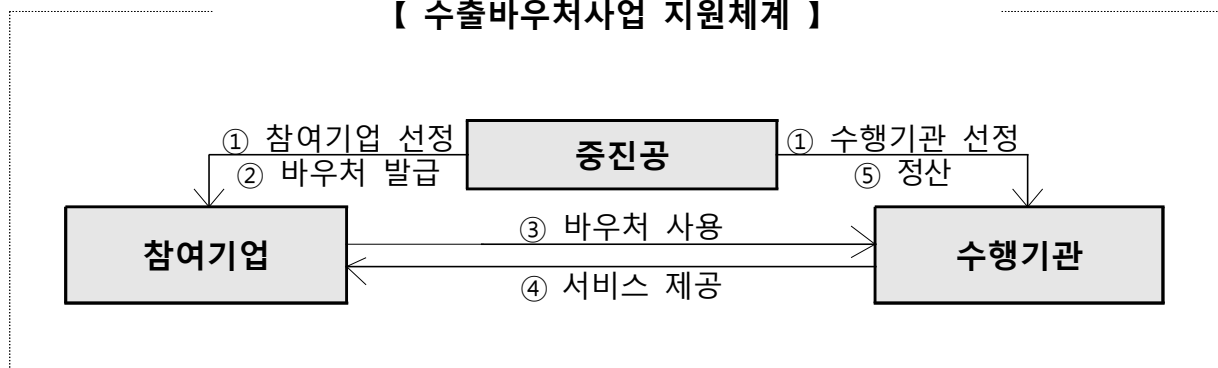 【 수출바우처사업 지원체계 】
① 참여기업 선정
② 바우처 발급
중진공
① 수행기관 선정
⑤ 정산
참여기업
③ 바우처 사용
④ 서비스 제공
수행기관